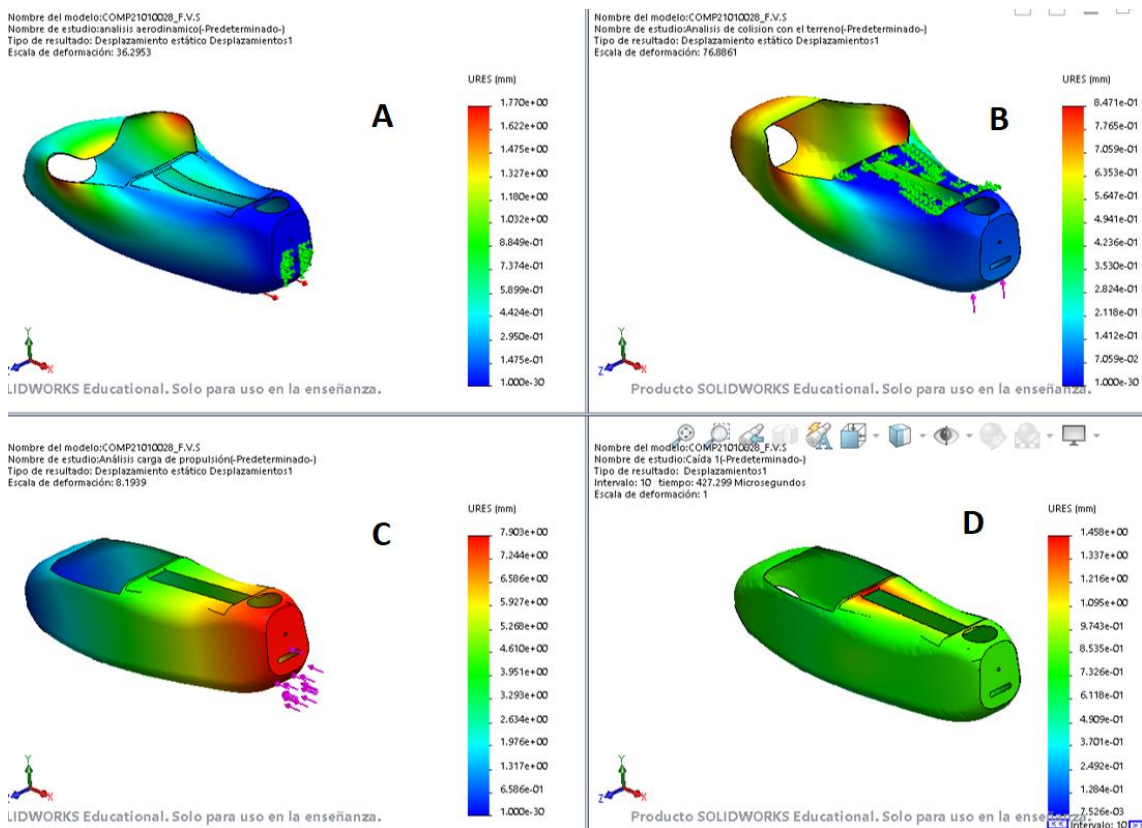 Nombre del modelo:COMP21010028_F.V.S
Nombre de estudio:analisis aerodinamico(-Predeterminado-)
Tipo de resultado: Desplazamiento estático Desplazamientos1
Escala de deformación: 36.2953
A
URES (mm)
1.770e+00
1.622e+00
1.475e+00
1.327e+00
1.180e+00
1.032e+00
8.849e-01
7.374e-01
5.899e-01
4.424e-01
2.950e-01
1.475e-01
1.000e-30
Y
Z
X
LIDWORKS Educational. Solo para uso en la enseñanza.
Nombre del modelo:COMP21010028_F.V.S
Nombre de estudio:Analisis de colision con el terreno(-Predeterminado-)
Tipo de resultado: Desplazamiento estático Desplazamientos1
Escala de deformación: 76.8861
B
URES (mm)
8.471e-01
7.765e-01
7.059e-01
6.353e-01
5.647e-01
4.941e-01
4.236e-01
3.530e-01
2.824e-01
2.118e-01
1.412e-01
7.059e-02
1.000e-30
Y
Z
X
Producto SOLIDWORKS Educational. Solo para uso en la enseñanza.
Nombre del modelo:COMP21010028_F.V.S
Nombre de estudio:Análisis carga de propulsión(-Predeterminado-)
Tipo de resultado: Desplazamiento estático Desplazamientos1
Escala de deformación: 8.1939
C
URES (mm)
7.903e+00
7.244e+00
6.586e+00
5.927e+00
5.268e+00
4.610e+00
3.951e+00
3.293e+00
2.634e+00
1.976e+00
1.317e+00
6.586e-01
1.000e-30
Y
Z
X
LIDWORKS Educational. Solo para uso en la enseñanza.
Nombre del modelo:COMP21010028_F.V.S
Nombre de estudio:Caída 1(-Predeterminado-)
Tipo de resultado: Desplazamientos1
Intervalo: 10 tiempo: 427.299 Microsegundos
Escala de deformación: 1
D
URES (mm)
1.458e+00
1.337e+00
1.216e+00
1.095e+00
9.743e-01
8.535e-01
7.326e-01
6.118e-01
4.909e-01
3.701e-01
2.492e-01
1.284e-01
7.526e-03
Y
Z
X
Producto SOLIDWORKS Educational. Solo para uso en la enseñanza.
Intervalo: 10